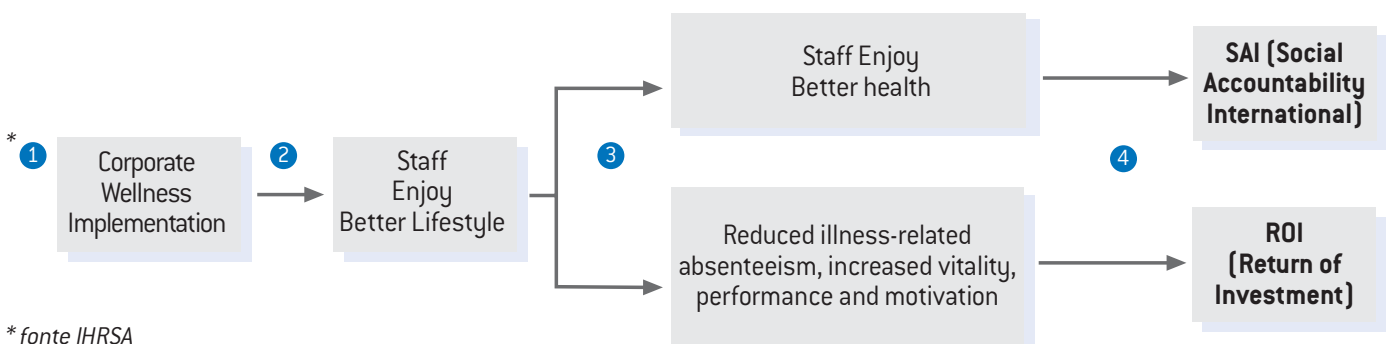 *
1
Corporate
Wellness
Implementation
2
Staff
Enjoy
Better Lifestyle
3
Staff Enjoy
Better health
Reduced illness-related
absenteeism, increased vitality,
performance and motivation
4
SAI (Social
Accountability
International)
ROI
(Return of
Investment)
* fonte IHRSA